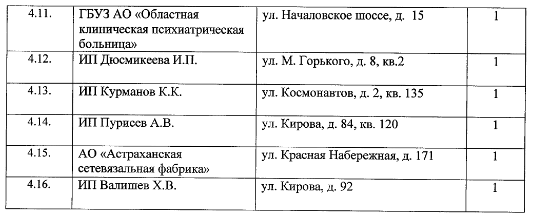 4.11. ГБУЗ АО «Областная клиническая психиатрическая больница» ул. Началовское шоссе, д. 15 1
4.12. ИП Дюсмикеева И.П. ул. М. Горького, д. 8, кв.2 1
4.13. ИП Курманов К.К. ул. Космонавтов, д. 2, кв. 135 1
4.14. ИП Пурисев А.В. ул. Кирова, д. 84, кв. 120 1
4.15. АО «Астраханская сетевязальная фабрика» ул. Красная Набережная, д. 171 1
4.16. ИП Валишев Х.В. ул. Кирова, д. 92 1